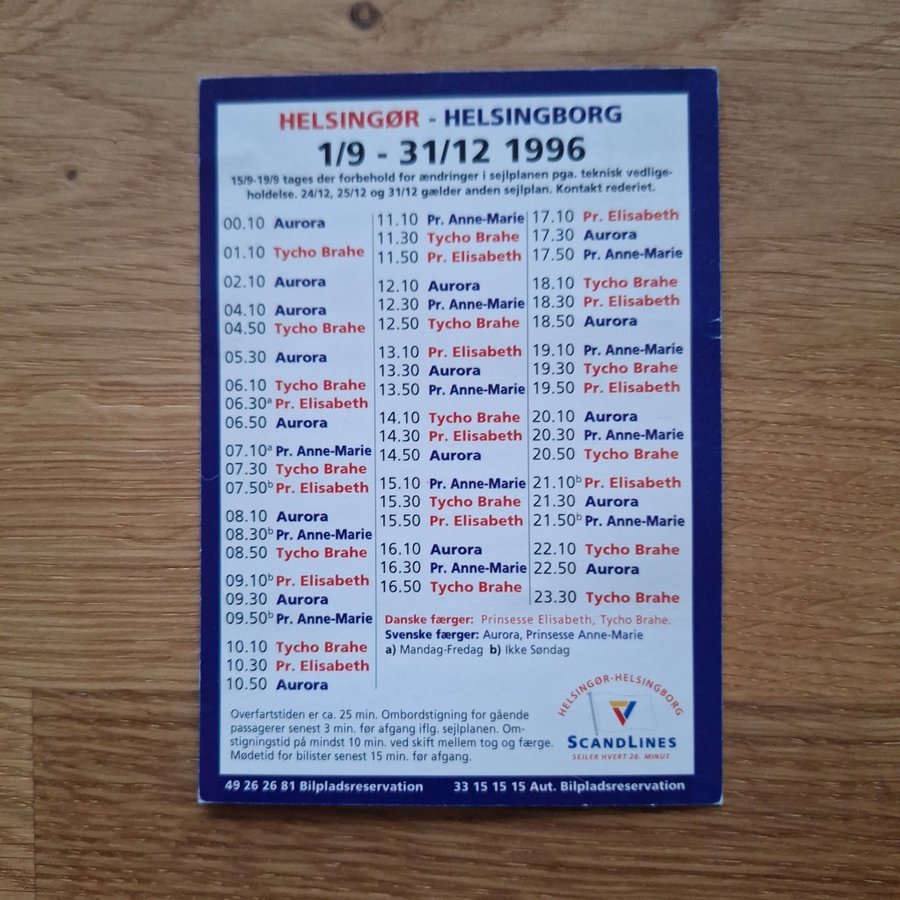 HELSINGØR - HELSINGBORG
1/9 - 31/12 1996
15/9-19/9 tages der forbehold for ændringer i sejlplanen pga. teknisk vedlige-
holdelse. 24/12, 25/12 og 31/12 gælder anden sejlplan. Kontakt rederiet.
00.10 Aurora
01.10 Tycho Brahe
02.10 Aurora
04.10 Aurora
04.50 Tycho Brahe
05.30 Aurora
06.10 Tycho Brahe
06.30a Pr. Elisabeth
06.50 Aurora
07.10a Pr. Anne-Marie
07.30 Tycho Brahe
07.50b Pr. Elisabeth
08.10 Aurora
08.30b Pr. Anne-Marie
08.50 Tycho Brahe
09.10b Pr. Elisabeth
09.30 Aurora
09.50b Pr. Anne-Marie
10.10 Tycho Brahe
10.30 Pr. Elisabeth
10.50 Aurora
11.10 Pr. Anne-Marie
11.30 Tycho Brahe
11.50 Pr. Elisabeth
12.10 Aurora
12.30 Pr. Anne-Marie
12.50 Tycho Brahe
13.10 Pr. Elisabeth
13.30 Aurora
13.50 Pr. Anne-Marie
14.10 Tycho Brahe
14.30 Pr. Elisabeth
14.50 Aurora
15.10 Pr. Anne-Marie
15.30 Tycho Brahe
15.50 Pr. Elisabeth
16.10 Aurora
16.30 Pr. Anne-Marie
16.50 Tycho Brahe
17.10 Pr. Elisabeth
17.30 Aurora
17.50 Pr. Anne-Marie
18.10 Tycho Brahe
18.30 Pr. Elisabeth
18.50 Aurora
19.10 Pr. Anne-Marie
19.30 Tycho Brahe
19.50 Pr. Elisabeth
20.10 Aurora
20.30 Pr. Anne-Marie
20.50 Tycho Brahe
21.10b Pr. Elisabeth
21.30 Aurora
21.50b Pr. Anne-Marie
22.10 Tycho Brahe
22.50 Aurora
23.30 Tycho Brahe
Danske færger: Prinsesse Elisabeth, Tycho Brahe.
Svenske færger: Aurora, Prinsesse Anne-Marie
a) Mandag-Fredag b) Ikke Søndag
Overfartstiden er ca. 25 min. Ombordstigning for gående
passagerer senest 3 min. før afgang iflg. sejlplanen. Om-
stigningstid på mindst 10 min. ved skift mellem tog og færge.
Mødetid for bilister senest 15 min. før afgang.
HELSINGØR-HELSINGBORG
SCANDLINES
SEJLER HVERT 20. MINUT
49 26 26 81 Bilpladsreservation 33 15 15 15 Aut. Bilpladsreservation